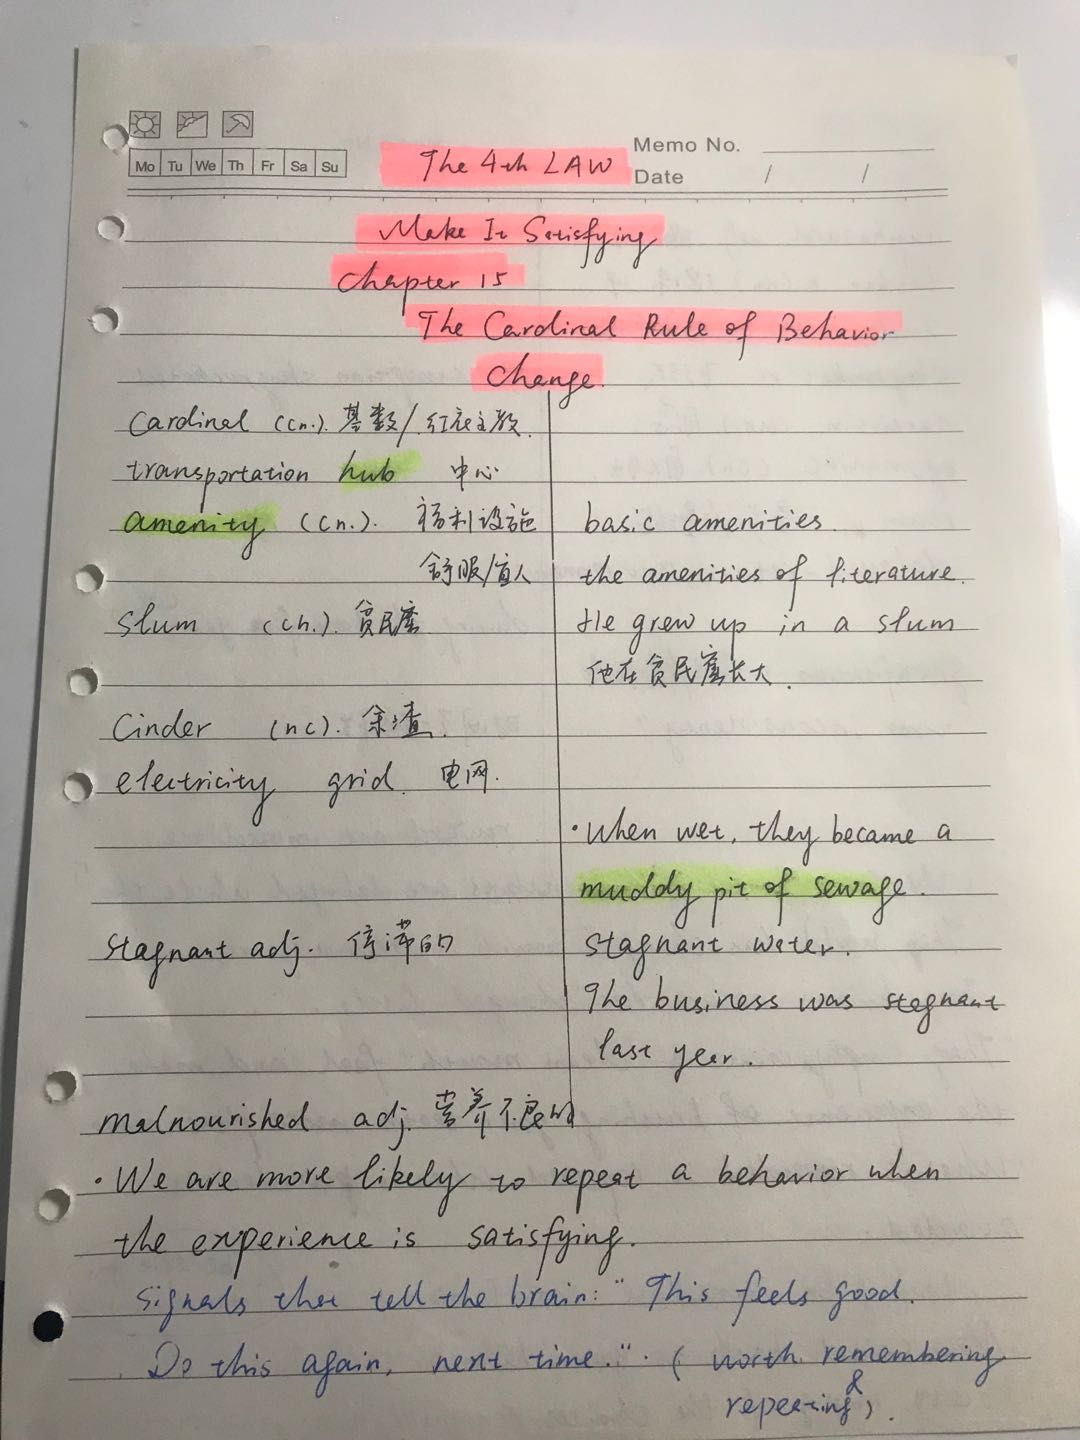 Memo No.
Mo Tu We Th Fr Sa Su
Date / /
The 4th LAW
Make It Satisfying
Chapter 15
The Cardinal Rule of Behavior
Change.
Cardinal (cn.). 基数/红衣主教.
transportation hub 中心
amenity (cn.). 福利设施
basic amenities.
舒服/宜人
the amenities of literature.
Slum (cn.). 贫民窟
He grew up in a slum
他在贫民窟长大.
Cinder (nc). 余渣.
electricity grid. 电网.
·When wet, they became a
muddy pit of sewage.
stagnant adj. 停滞的
stagnant water.
The business was stagnant
last year.
malnourished adj. 营养不良的
·We are more likely to repeat a behavior when
the experience is satisfying.
signals that tell the brain: "This feels good.
Do this again, next time.". (worth remembering
&
repeating).